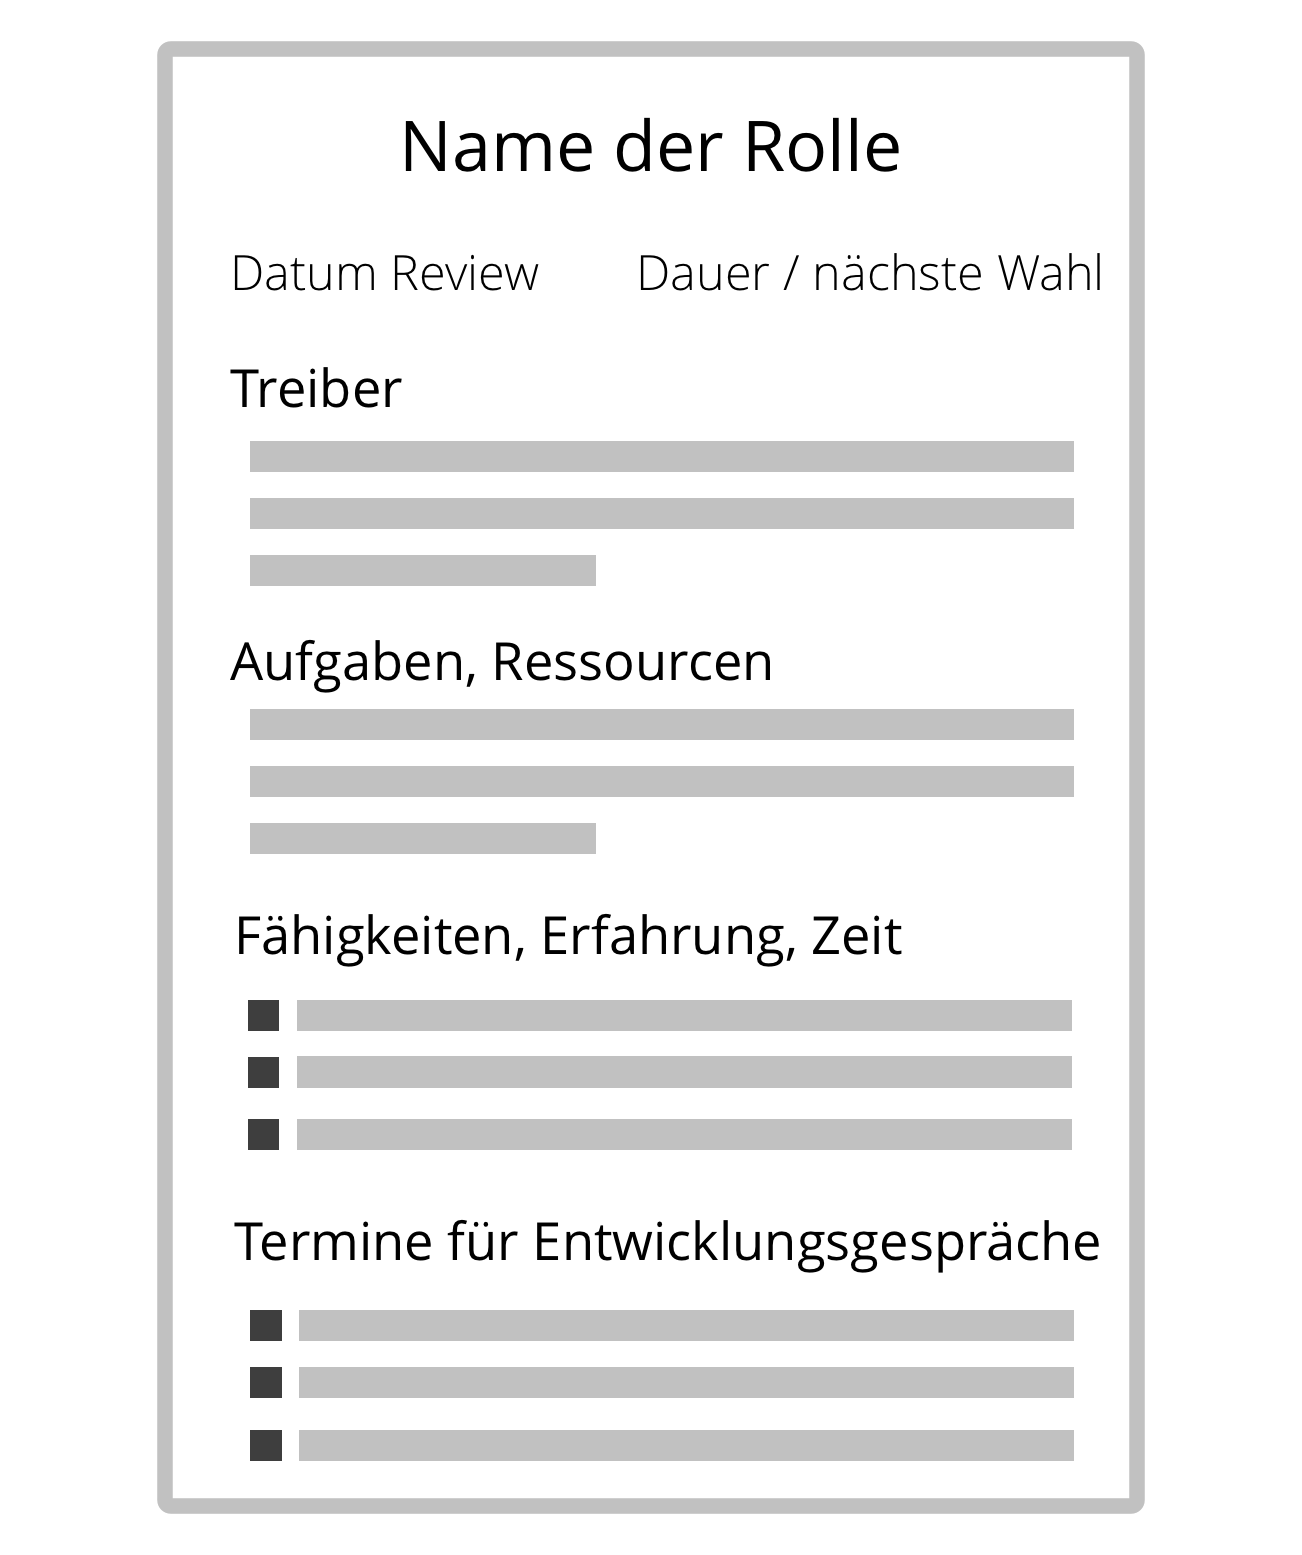 Name der Rolle
Datum Review Dauer / nächste Wahl
Treiber
Aufgaben, Ressourcen
Fähigkeiten, Erfahrung, Zeit
Termine für Entwicklungsgespräche